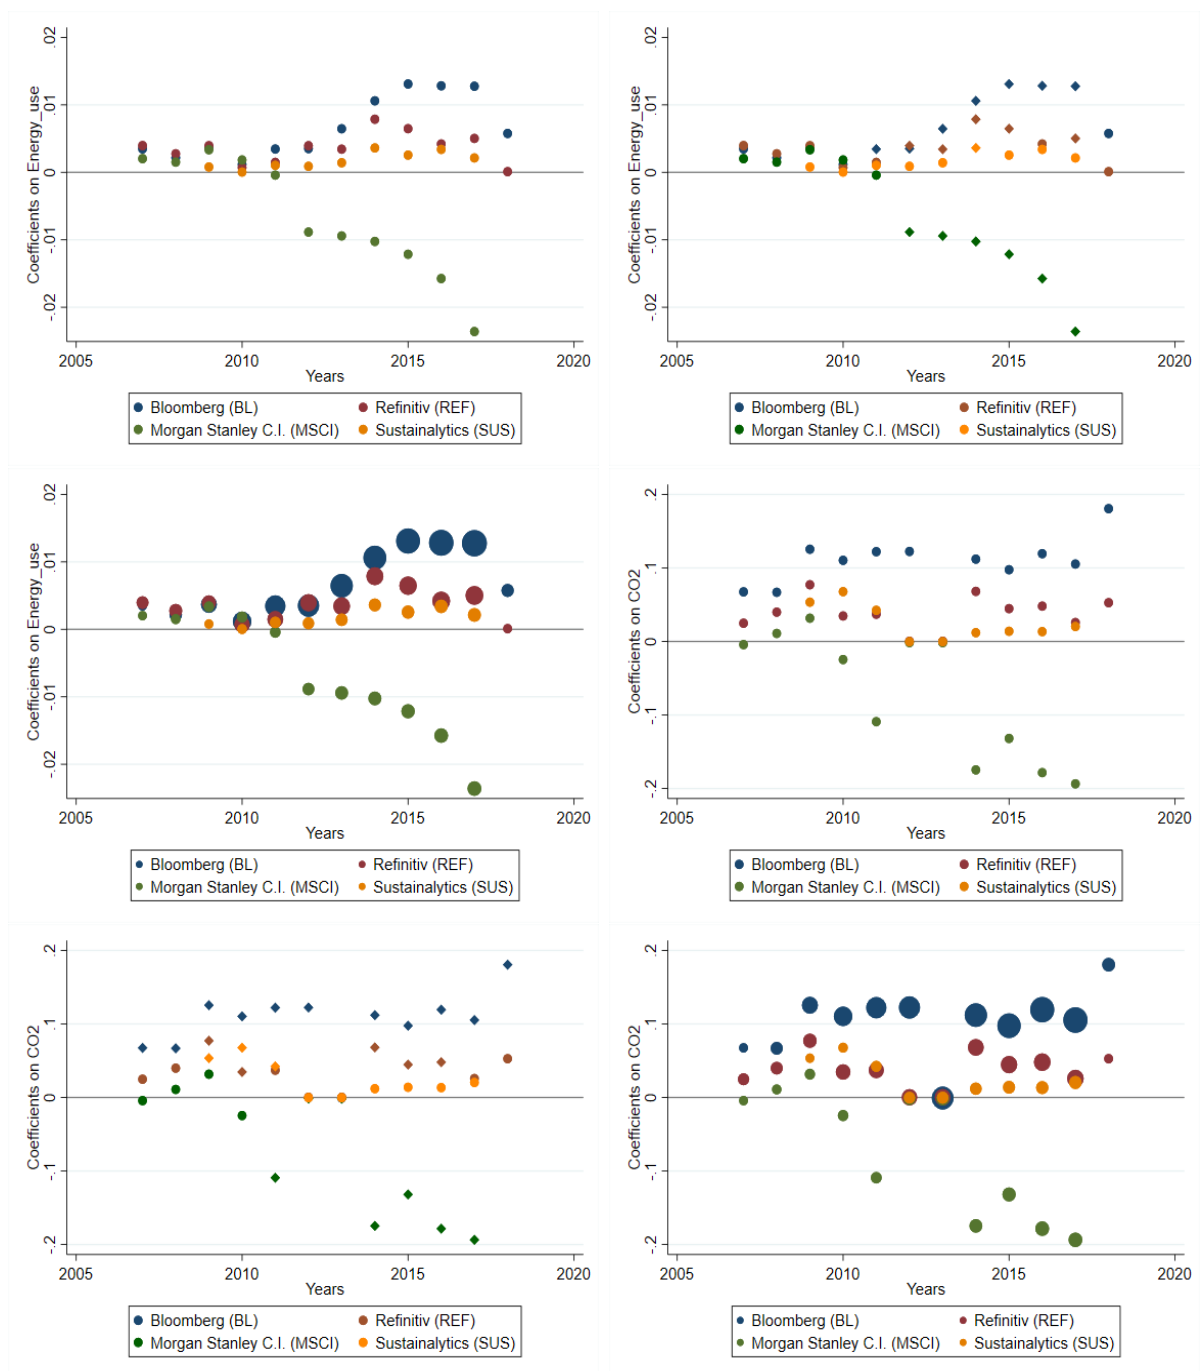 Coefficients on Energy_use
.02
.01
0
-.01
-.02
2005 2010 2015 2020
Years
Bloomberg (BL) Refinitiv (REF)
Morgan Stanley C.I. (MSCI) Sustainalytics (SUS)
Coefficients on Energy_use
.02
.01
0
-.01
-.02
2005 2010 2015 2020
Years
Bloomberg (BL) Refinitiv (REF)
Morgan Stanley C.I. (MSCI) Sustainalytics (SUS)
Coefficients on Energy_use
.02
.01
0
-.01
-.02
2005 2010 2015 2020
Years
Bloomberg (BL) Refinitiv (REF)
Morgan Stanley C.I. (MSCI) Sustainalytics (SUS)
Coefficients on CO2
.2
.1
0
-.1
-.2
2005 2010 2015 2020
Years
Bloomberg (BL) Refinitiv (REF)
Morgan Stanley C.I. (MSCI) Sustainalytics (SUS)
Coefficients on CO2
.2
.1
0
-.1
-.2
2005 2010 2015 2020
Years
Bloomberg (BL) Refinitiv (REF)
Morgan Stanley C.I. (MSCI) Sustainalytics (SUS)
Coefficients on CO2
.2
.1
0
-.1
-.2
2005 2010 2015 2020
Years
Bloomberg (BL) Refinitiv (REF)
Morgan Stanley C.I. (MSCI) Sustainalytics (SUS)